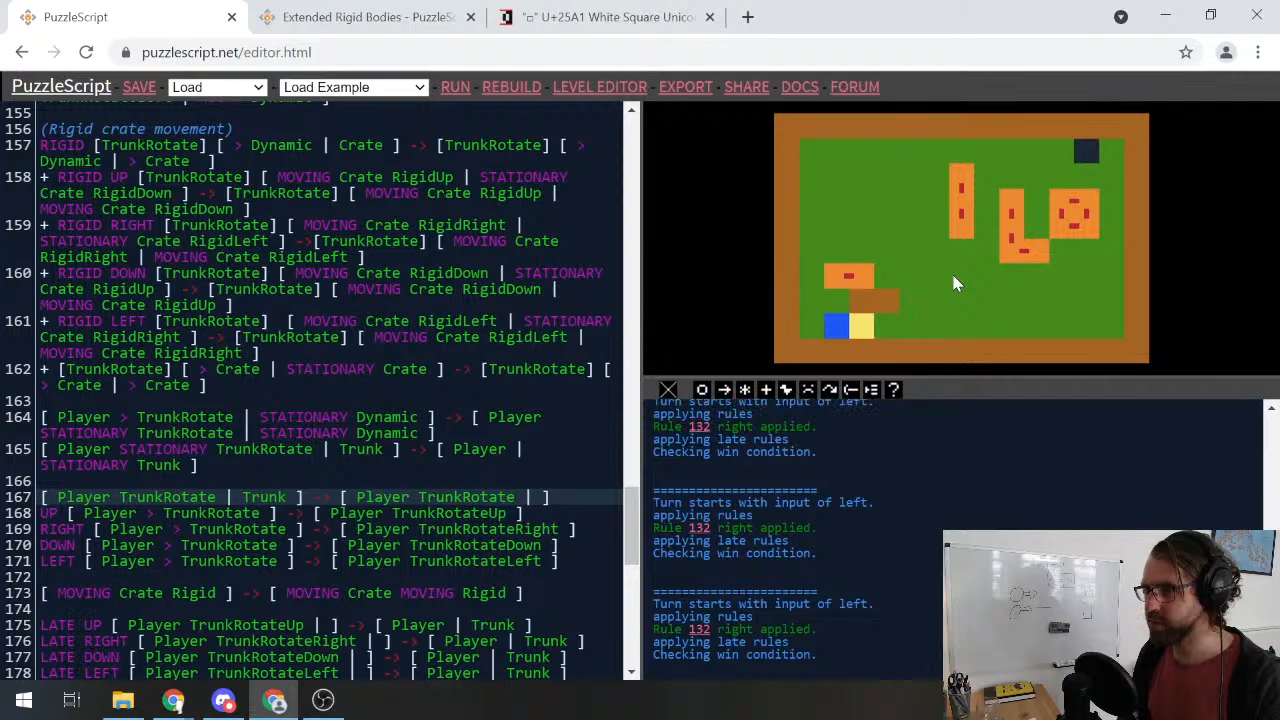 PuzzleScript
Extended Rigid Bodies - PuzzleSc
"□" U+25A1 White Square Unico
puzzlescript.net/editor.html
PuzzleScript - SAVE - Load Load Example RUN - REBUILD - LEVEL EDITOR - EXPORT - SHARE - DOCS - FORUM
155
156 (Rigid crate movement)
157 RIGID [TrunkRotate] [ > Dynamic | Crate ] -> [TrunkRotate] [ >
Dynamic | > Crate  ]
158 + RIGID UP [TrunkRotate] [ MOVING Crate RigidUp | STATIONARY
Crate RigidDown ] -> [TrunkRotate] [ MOVING Crate RigidUp |
MOVING Crate RigidDown ]
159 + RIGID RIGHT [TrunkRotate] [ MOVING Crate RigidRight |
STATIONARY Crate RigidLeft ] ->[TrunkRotate] [ MOVING Crate
RigidRight | MOVING Crate RigidLeft ]
160 + RIGID DOWN [TrunkRotate] [ MOVING Crate RigidDown | STATIONARY
Crate RigidUp ] -> [TrunkRotate] [ MOVING Crate RigidDown |
MOVING Crate RigidUp ]
161 + RIGID LEFT [TrunkRotate]  [ MOVING Crate RigidLeft | STATIONARY
Crate RigidRight ] -> [TrunkRotate] [ MOVING Crate RigidLeft |
MOVING Crate RigidRight ]
162 + [TrunkRotate] [ > Crate | STATIONARY Crate ] -> [TrunkRotate] [
> Crate | > Crate ]
163
164 [ Player > TrunkRotate | STATIONARY Dynamic ] -> [ Player
STATIONARY TrunkRotate | STATIONARY Dynamic ]
165 [ Player STATIONARY TrunkRotate | Trunk ] -> [ Player |
STATIONARY Trunk ]
166
167 [ Player TrunkRotate | Trunk ] -> [ Player TrunkRotate | ]
168 UP [ Player > TrunkRotate ] -> [ Player TrunkRotateUp ]
169 RIGHT [ Player > TrunkRotate ] -> [ Player TrunkRotateRight ]
170 DOWN [ Player > TrunkRotate ] -> [ Player TrunkRotateDown ]
171 LEFT [ Player > TrunkRotate ] -> [ Player TrunkRotateLeft ]
172
173 [ MOVING Crate Rigid ] -> [ MOVING Crate MOVING Rigid ]
174
175 LATE UP [ Player TrunkRotateUp | ] -> [ Player | Trunk ]
176 LATE RIGHT [ Player TrunkRotateRight | ] -> [ Player | Trunk ]
177 LATE DOWN [ Player TrunkRotateDown | ] -> [ Player | Trunk ]
178 LATE LEFT [ Player TrunkRotateLeft | ] -> [ Player | Trunk ]
Turn starts with input of left.
applying rules
Rule 132 right applied.
applying late rules
Checking win condition.
=======================
Turn starts with input of left.
applying rules
Rule 132 right applied.
applying late rules
Checking win condition.
=======================
Turn starts with input of left.
applying rules
Rule 132 right applied.
applying late rules
Checking win condition.